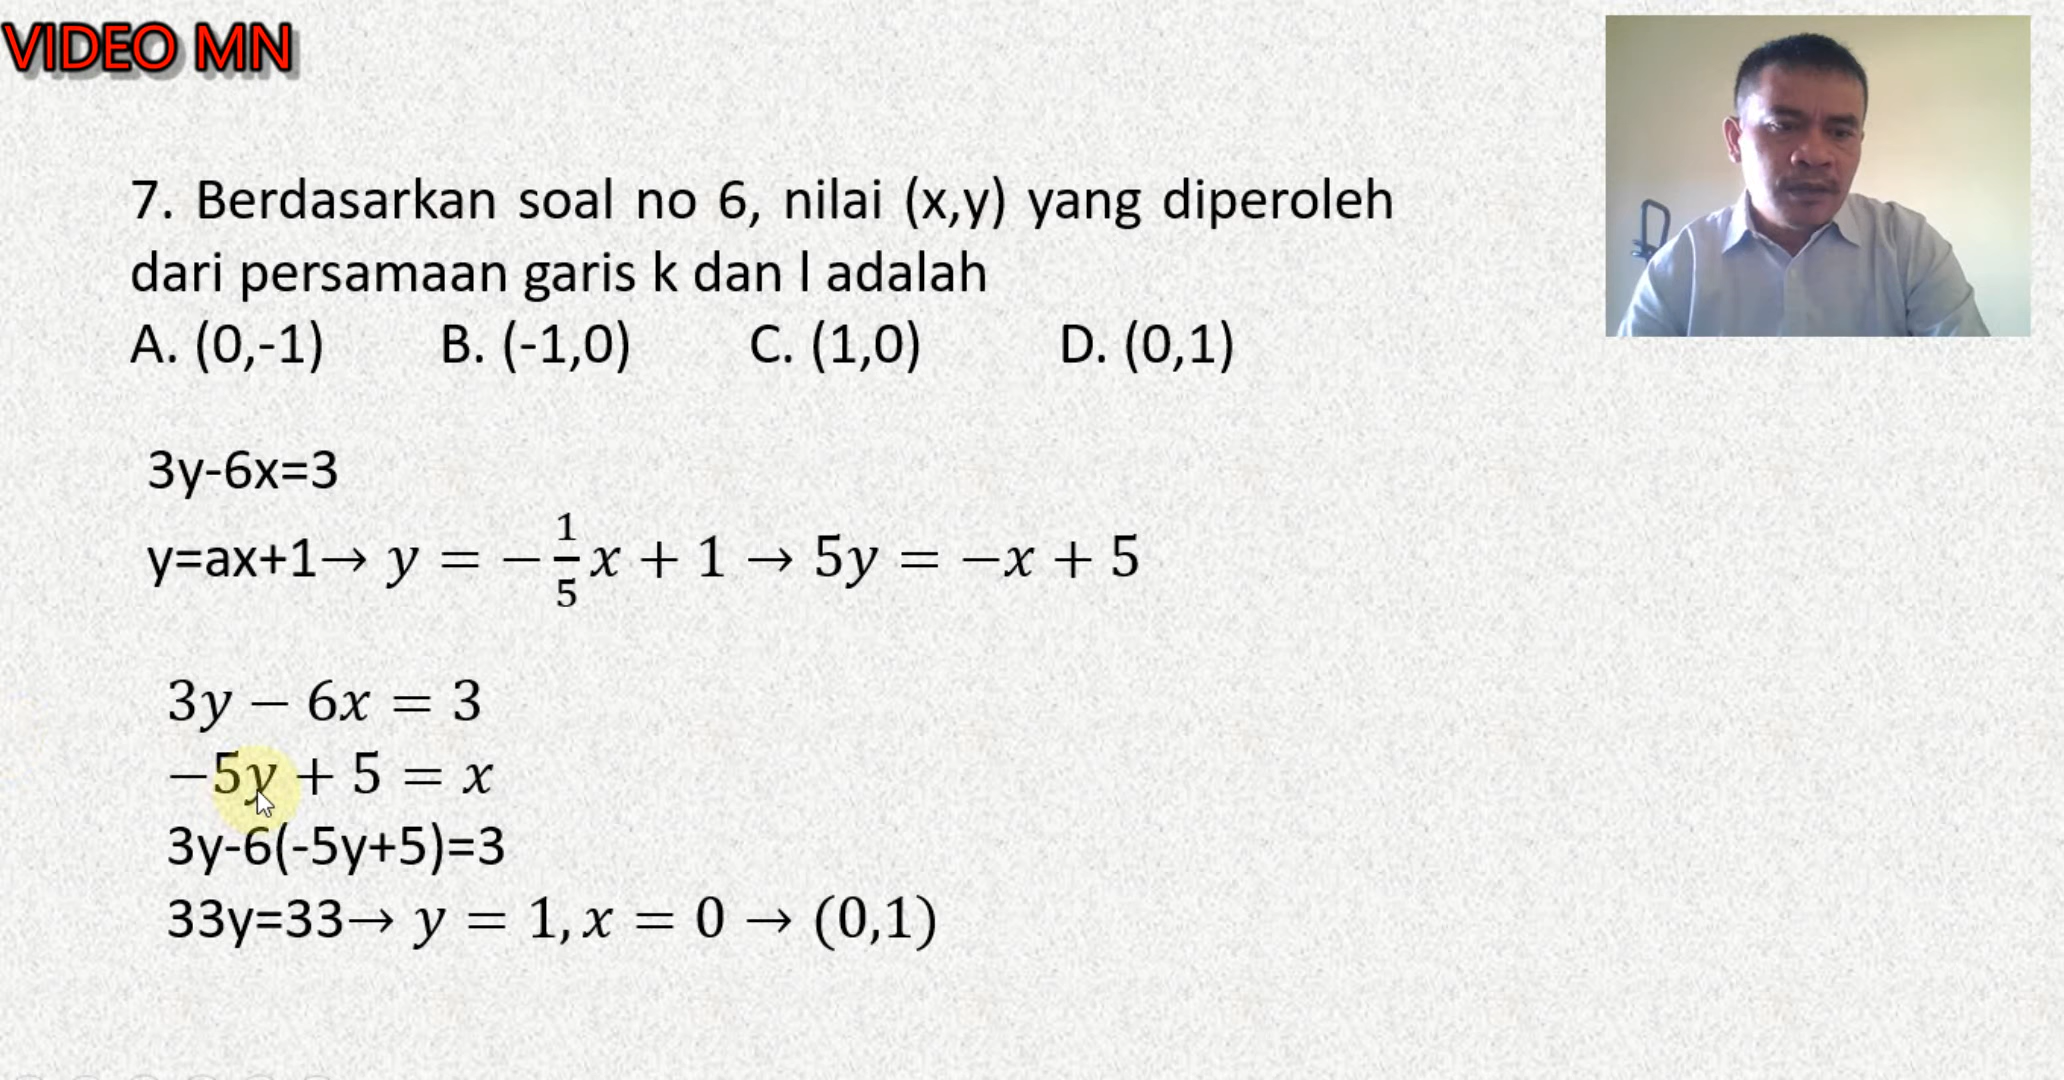 VIDEO MN
7. Berdasarkan soal no 6, nilai (x,y) yang diperoleh
dari persamaan garis k dan l adalah
A. (0,-1) B. (-1,0) C. (1,0) D. (0,1)
3y-6x=3
y=ax+1→ y = −1/5 x + 1 → 5y = −x + 5
3y − 6x = 3
−5y + 5 = x
3y-6(-5y+5)=3
33y=33→ y = 1, x = 0 → (0,1)